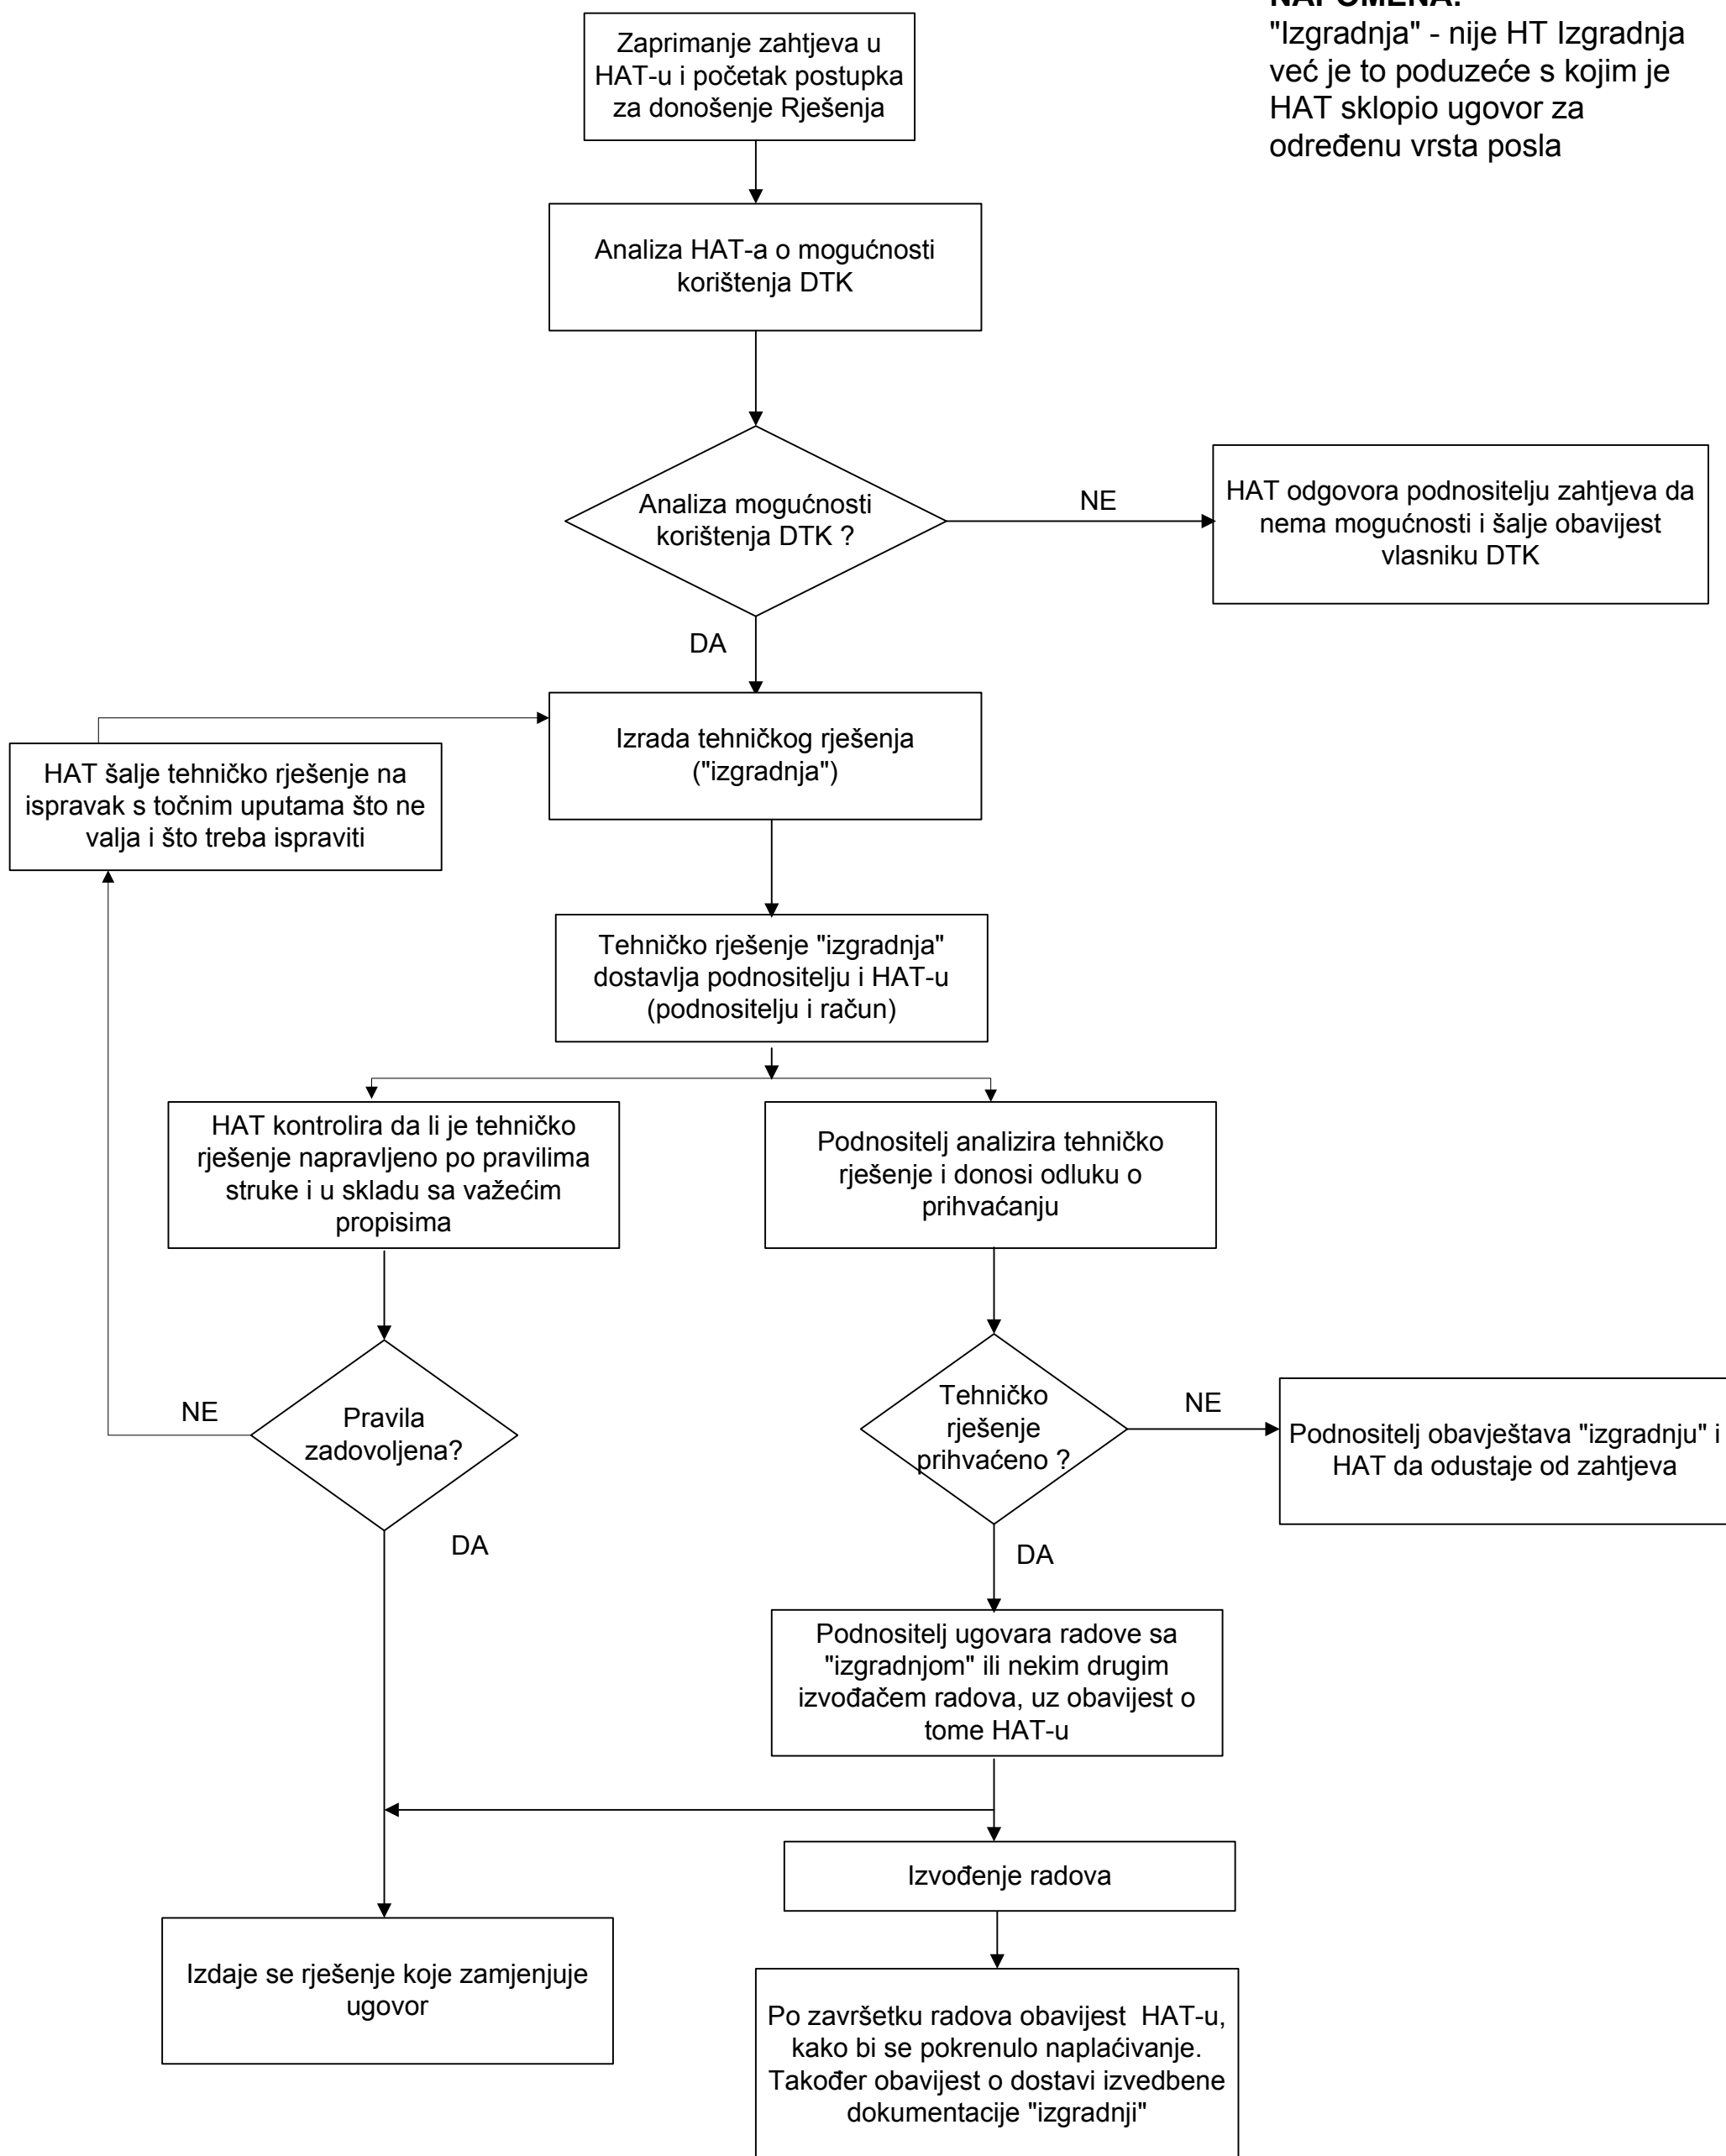 NAPOMENA:
"Izgradnja" - nije HT Izgradnja
već je to poduzeće s kojim je
HAT sklopio ugovor za
određenu vrsta posla
Zaprimanje zahtjeva u
HAT-u i početak postupka
za donošenje Rješenja
Analiza HAT-a o mogućnosti
korištenja DTK
Analiza mogućnosti
korištenja DTK ?
NE
HAT odgovora podnositelju zahtjeva da
nema mogućnosti i šalje obavijest
vlasniku DTK
DA
Izrada tehničkog rješenja
("izgradnja")
HAT šalje tehničko rješenje na
ispravak s točnim uputama što ne
valja i što treba ispraviti
Tehničko rješenje "izgradnja"
dostavlja podnositelju i HAT-u
(podnositelju i račun)
HAT kontrolira da li je tehničko
rješenje napravljeno po pravilima
struke i u skladu sa važećim
propisima
Podnositelj analizira tehničko
rješenje i donosi odluku o
prihvaćanju
NE
Pravila
zadovoljena?
DA
Tehničko
rješenje
prihvaćeno ?
NE
Podnositelj obavještava "izgradnju" i
HAT da odustaje od zahtjeva
DA
Podnositelj ugovara radove sa
"izgradnjom" ili nekim drugim
izvođačem radova, uz obavijest o
tome HAT-u
Izvođenje radova
Izdaje se rješenje koje zamjenjuje
ugovor
Po završetku radova obavijest  HAT-u,
kako bi se pokrenulo naplaćivanje.
Također obavijest o dostavi izvedbene
dokumentacije "izgradnji"